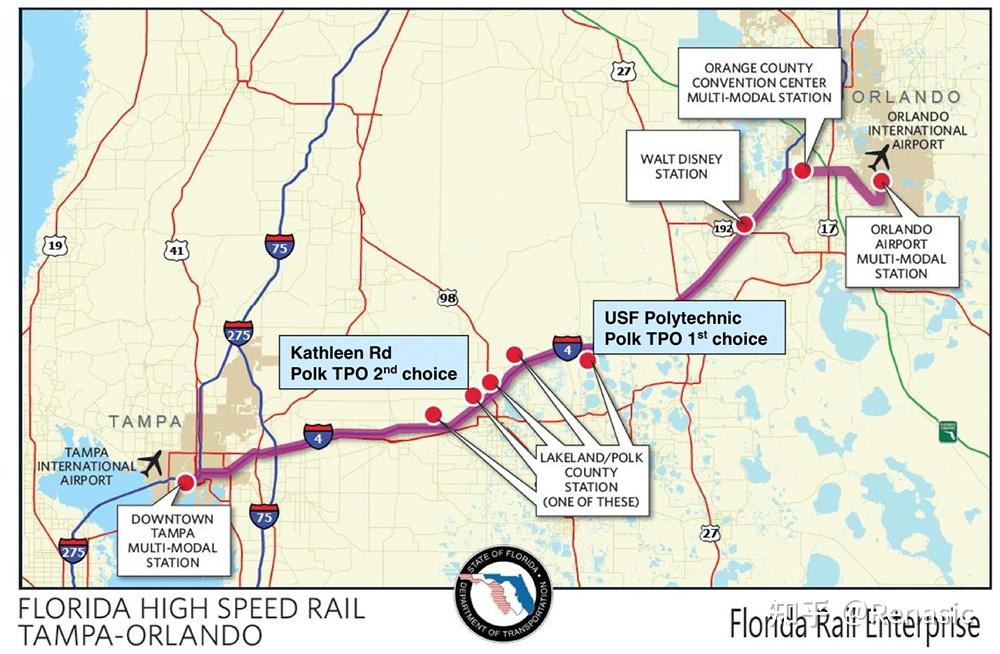 27
ORANGE COUNTY
CONVENTION CENTER
MULTI-MODAL STATION
ORLANDO
ORLANDO
INTERNATIONAL
AIRPORT
WALT DISNEY
STATION
192
17
19
41
75
ORLANDO
AIRPORT
MULTI-MODAL
STATION
98
275
USF Polytechnic
Polk TPO 1st choice
Kathleen Rd
Polk TPO 2nd choice
4
TAMPA
4
TAMPA
INTERNATIONAL
AIRPORT
LAKELAND/POLK
COUNTY
STATION
(ONE OF THESE)
DOWNTOWN
TAMPA
MULTI-MODAL
STATION
75
27
275
STATE OF FLORIDA
DEPARTMENT OF TRANSPORTATION
FLORIDA HIGH SPEED RAIL
TAMPA-ORLANDO
Florida Rail Enterprise
知乎 @Renasic